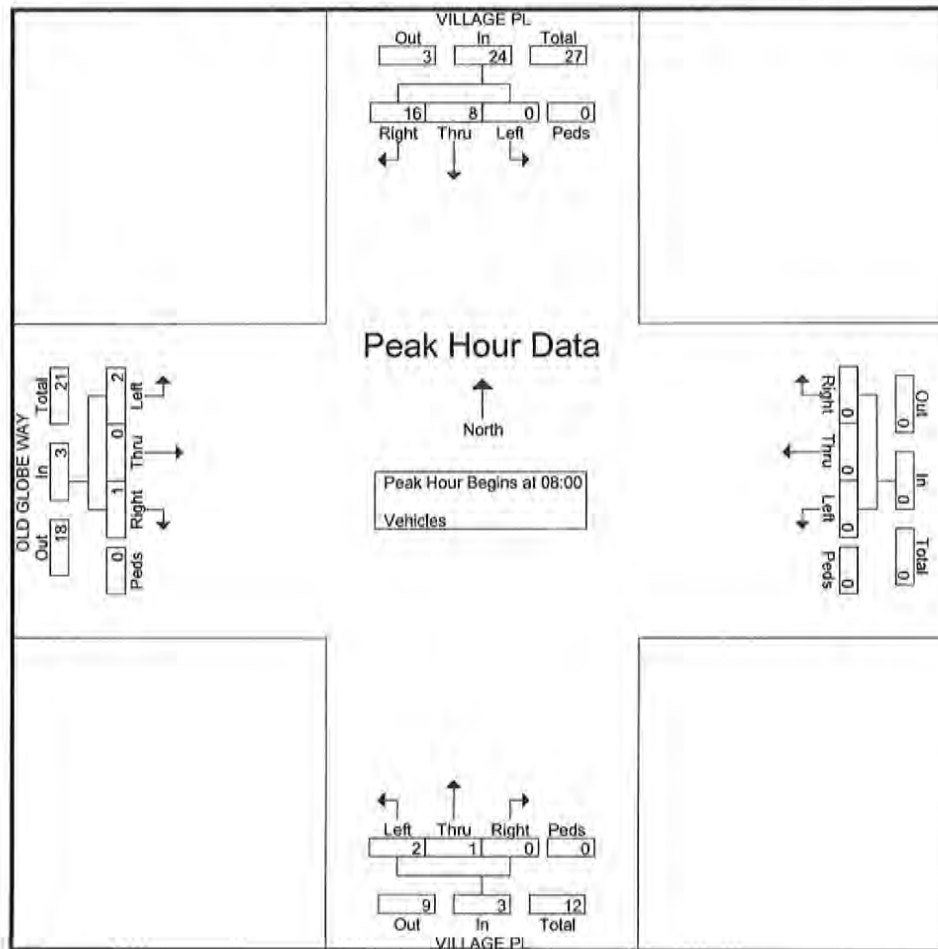 VILLAGE PL
Out In Total
3 24 27
16 8 0 0
Right Thru Left Peds
Peak Hour Data
North
Peak Hour Begins at 08:00
Vehicles
OLD GLOBE WAY
Out In Total
18 3 21
Peds Right Thru Left
0 1 0 2
Out In Total
0 0 0
Right Thru Left Peds
0 0 0 0
Left Thru Right Peds
2 1 0 0
9 3 12
Out In Total
VILLAGE PL